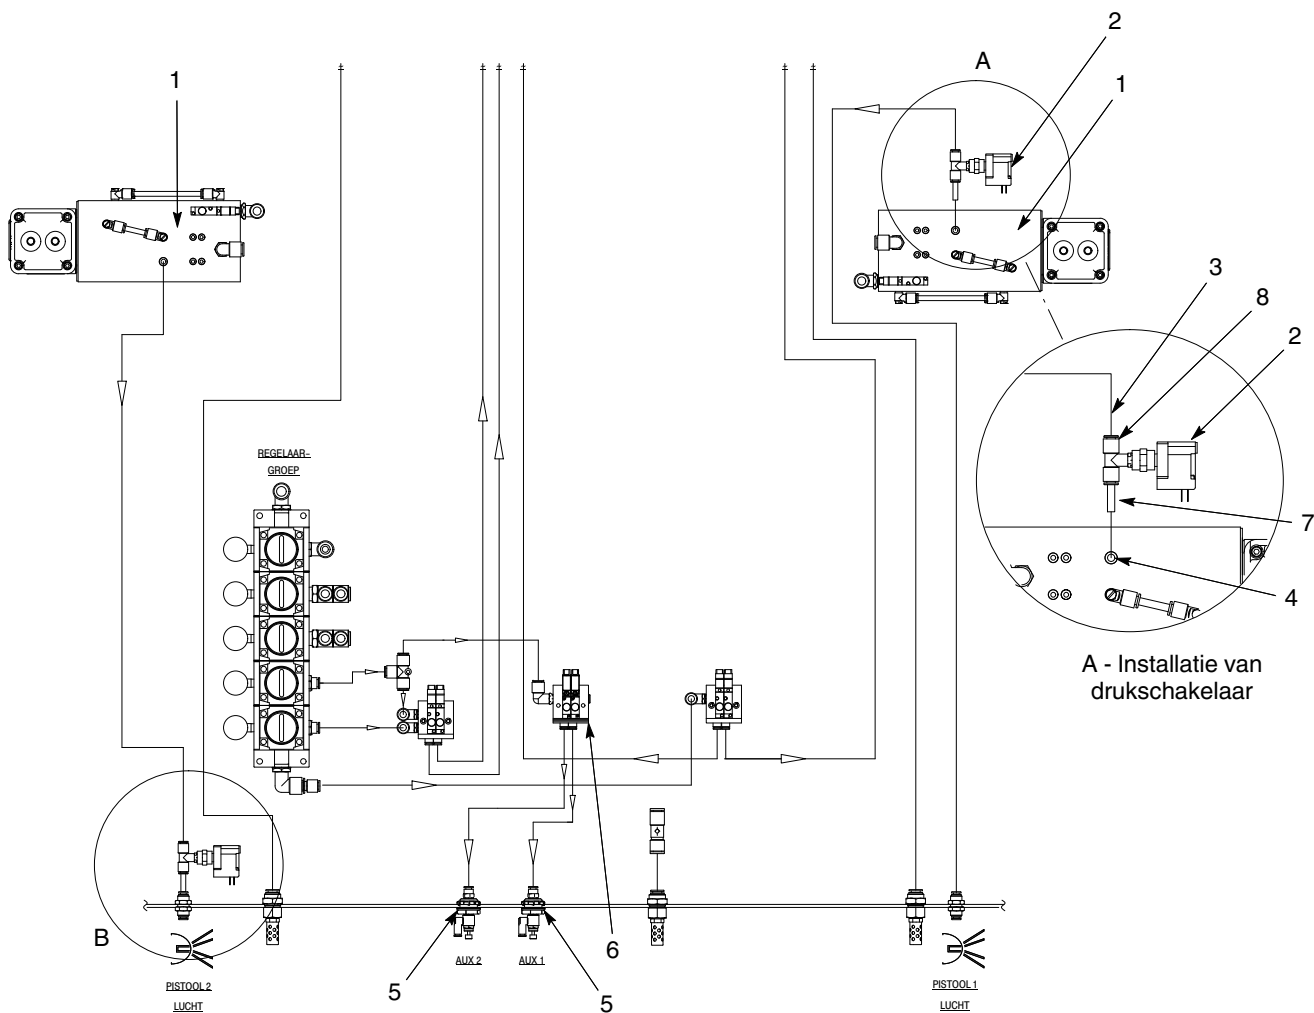 2
A
1
1
3
8
2
REGELAAR-
GROEP
7
4
A - Installatie van
drukschakelaar
B
6
AUX 2
AUX 1
5
5
PISTOOL 2
LUCHT
PISTOOL 1
LUCHT